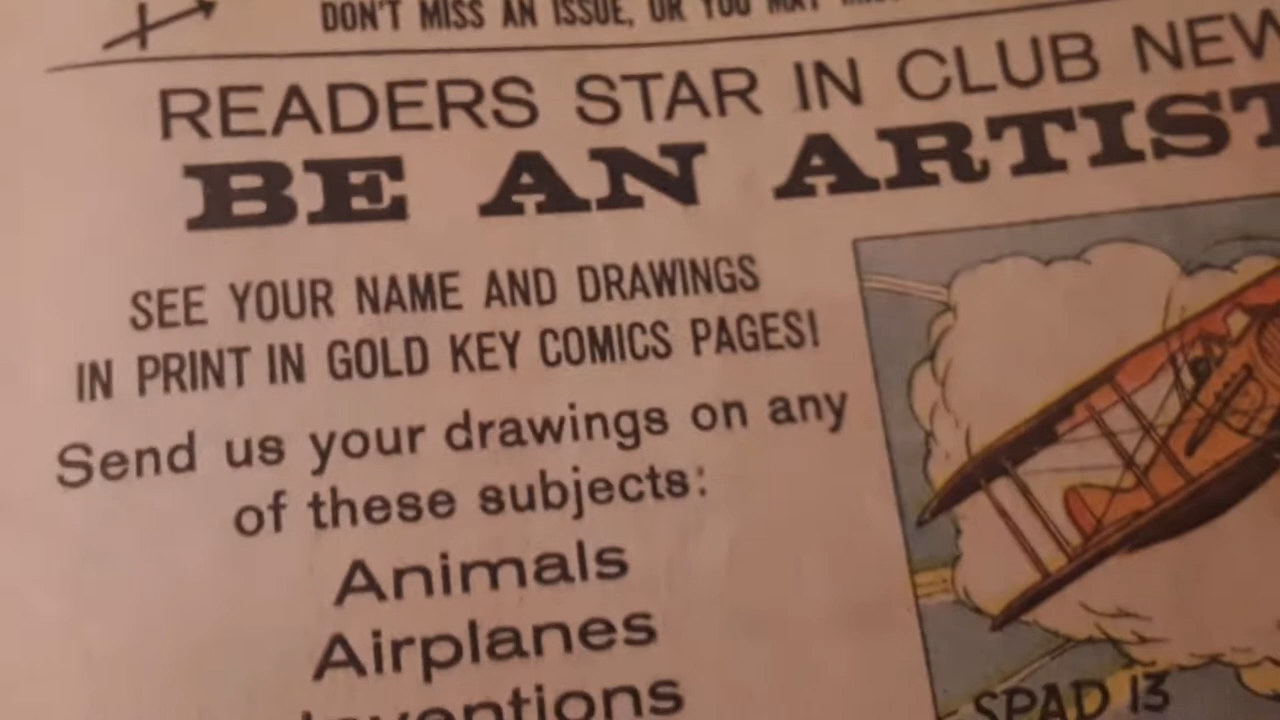 DON'T MISS AN ISSUE, OR YOU MAY
READERS STAR IN CLUB NEW
BE AN ARTIST
SEE YOUR NAME AND DRAWINGS
IN PRINT IN GOLD KEY COMICS PAGES!
Send us your drawings on any
of these subjects:
Animals
Airplanes
Inventions
SPAD 13